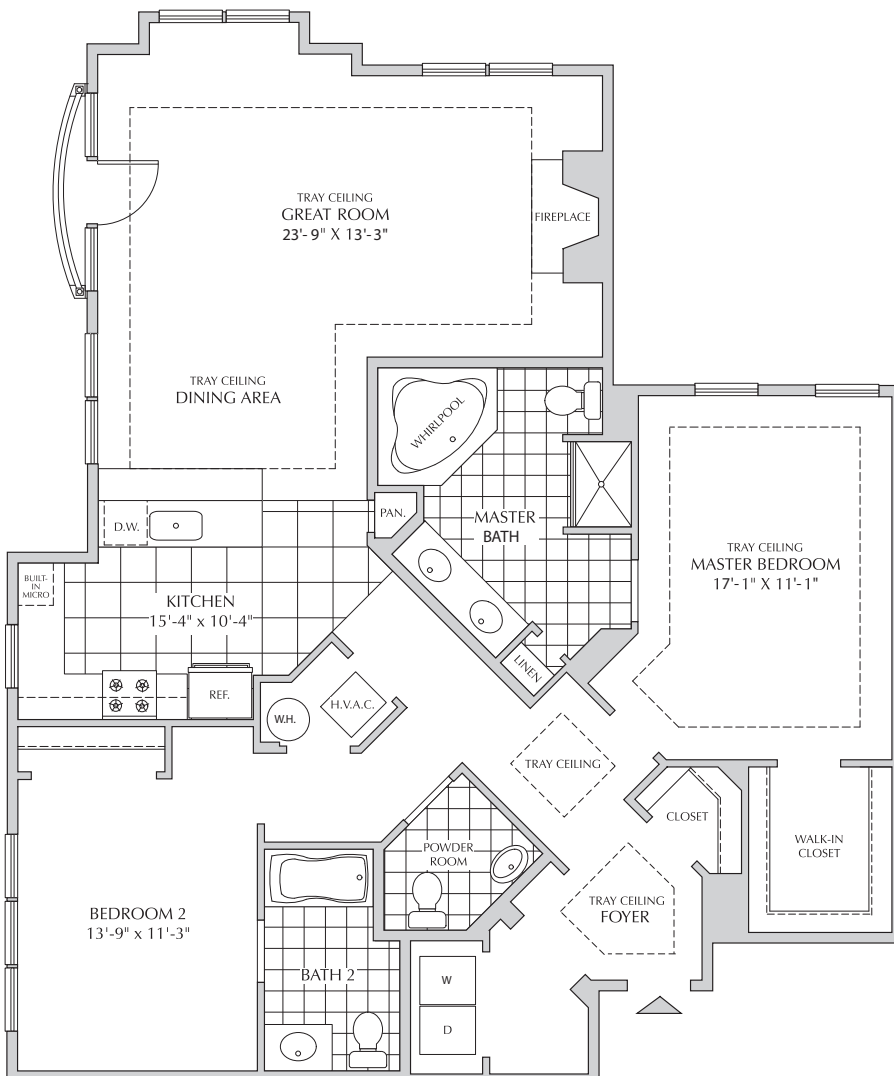 TRAY CEILING
GREAT ROOM
23'-9" X 13'-3"
FIREPLACE
TRAY CEILING
DINING AREA
WHIRLPOOL
D.W.
PAN.
MASTER
BATH
TRAY CEILING
MASTER BEDROOM
17'-1" X 11'-1"
BUILT-
IN
MICRO
KITCHEN
15'-4" x 10'-4"
LINEN
REF.
W.H.
H.V.A.C.
TRAY CEILING
CLOSET
WALK-IN
CLOSET
POWDER
ROOM
TRAY CEILING
FOYER
BEDROOM 2
13'-9" x 11'-3"
BATH 2
W
D